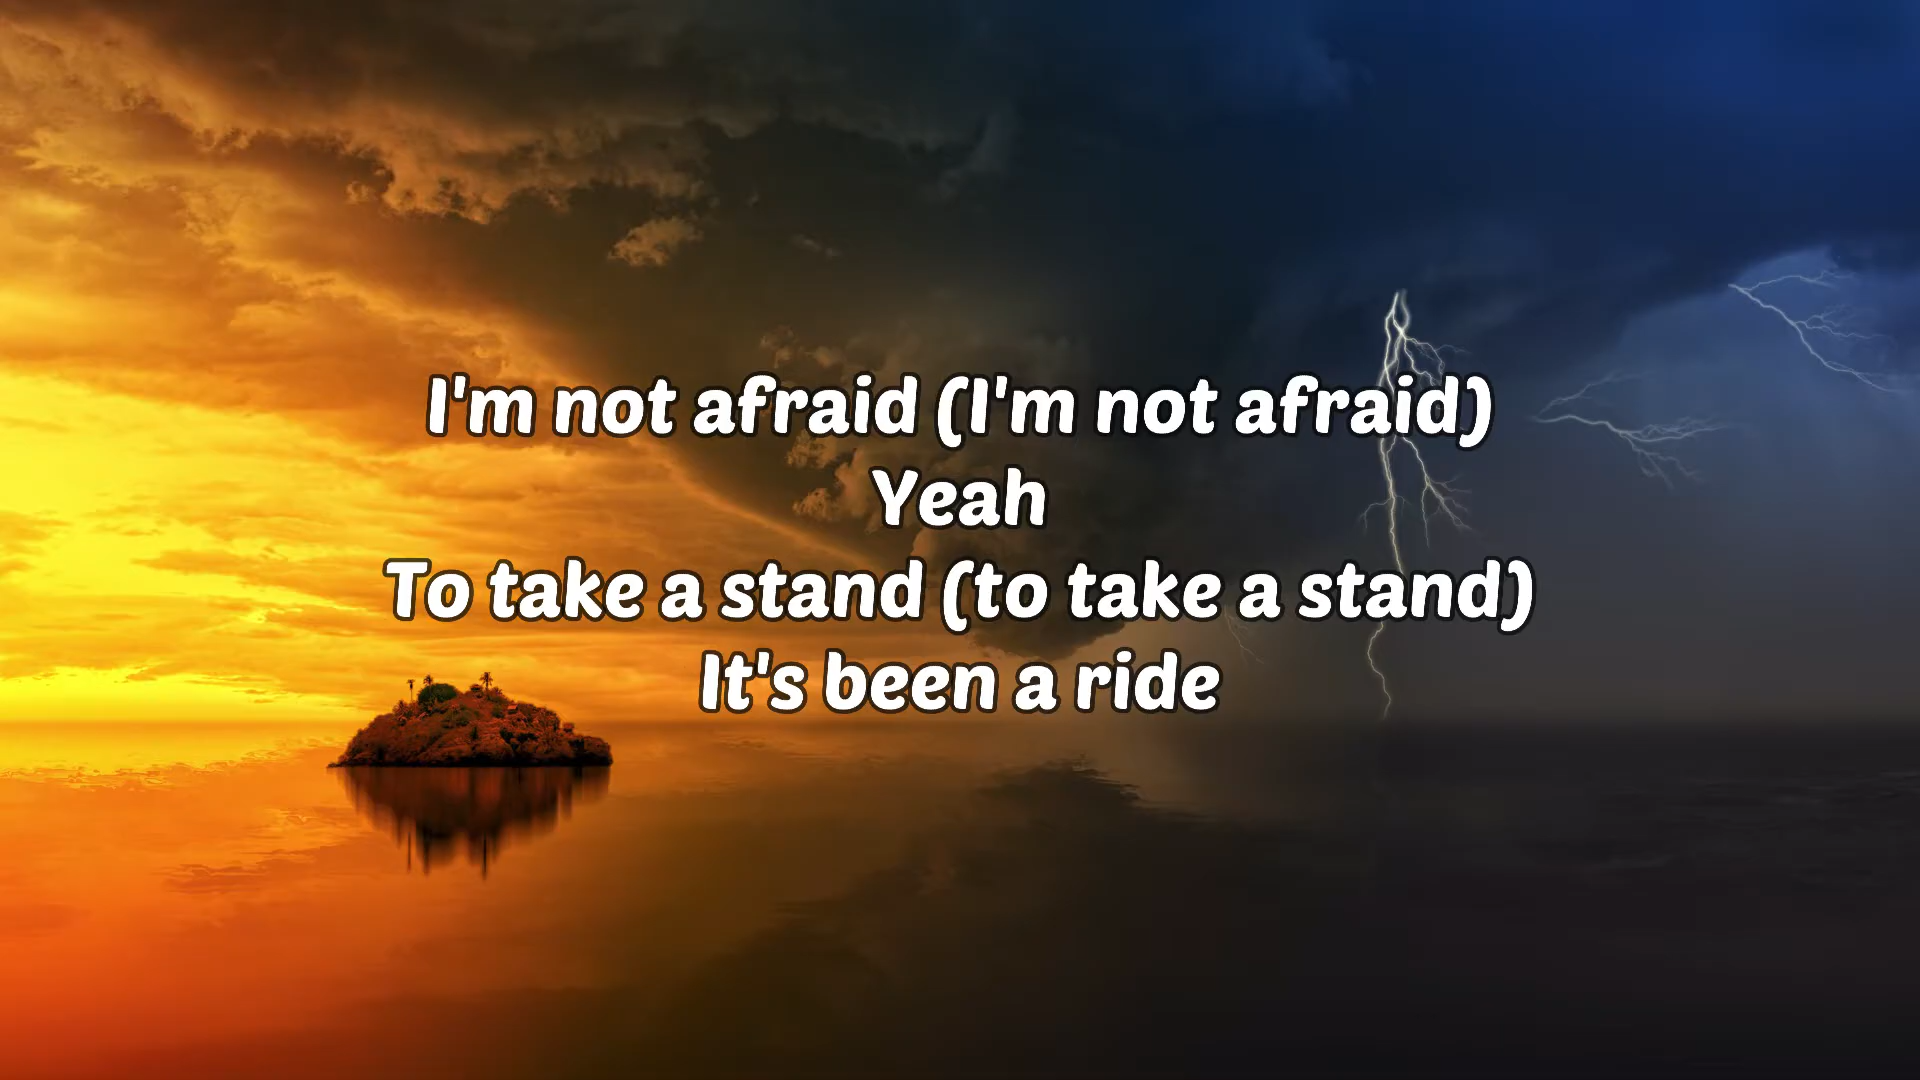 I'm not afraid (I'm not afraid)
Yeah
To take a stand (to take a stand)
It's been a ride